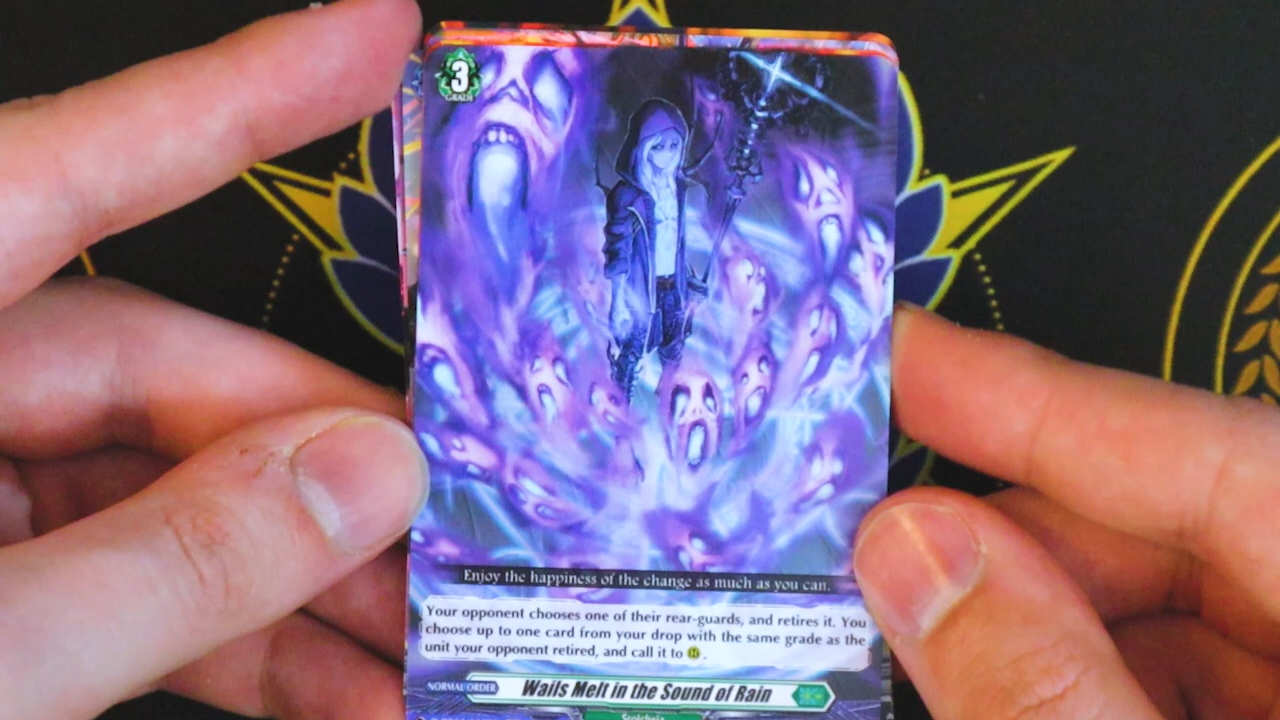 3
GRADE
Enjoy the happiness of the change as much as you can.
Your opponent chooses one of their rear-guards, and retires it. You
choose up to one card from your drop with the same grade as the
unit your opponent retired, and call it to Ⓡ.
NORMAL ORDER
Wails Melt in the Sound of Rain
Stoicheia